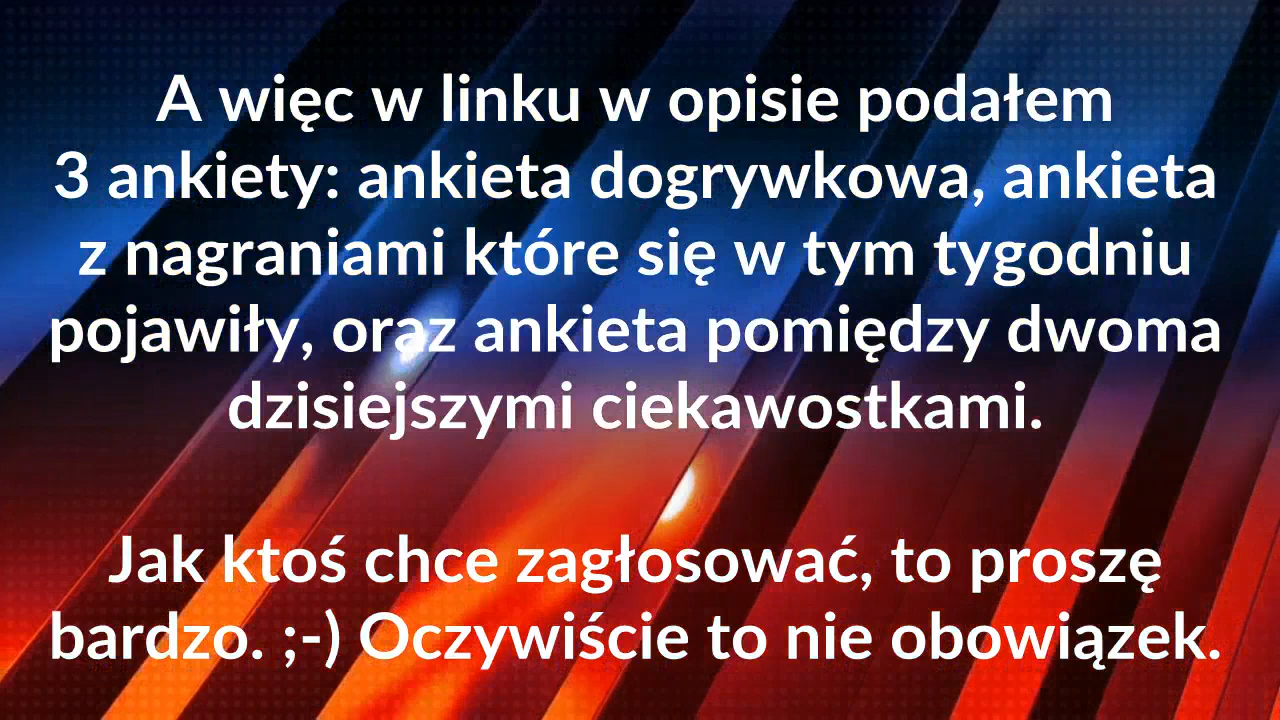 A więc w linku w opisie podałem
3 ankiety: ankieta dogrywkowa, ankieta
z nagraniami które się w tym tygodniu
pojawiły, oraz ankieta pomiędzy dwoma
dzisiejszymi ciekawostkami.
Jak ktoś chce zagłosować, to proszę
bardzo. ;-) Oczywiście to nie obowiązek.